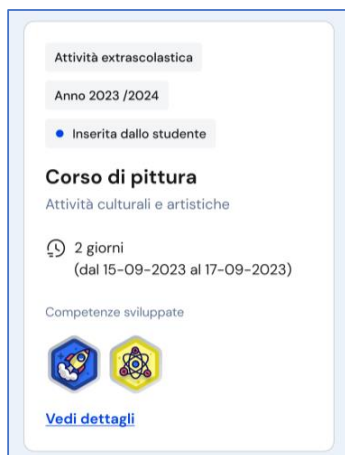 Attività extrascolastica
Anno 2023 /2024
Inserita dallo studente
Corso di pittura
Attività culturali e artistiche
2 giorni
(dal 15-09-2023 al 17-09-2023)
Competenze sviluppate
Vedi dettagli